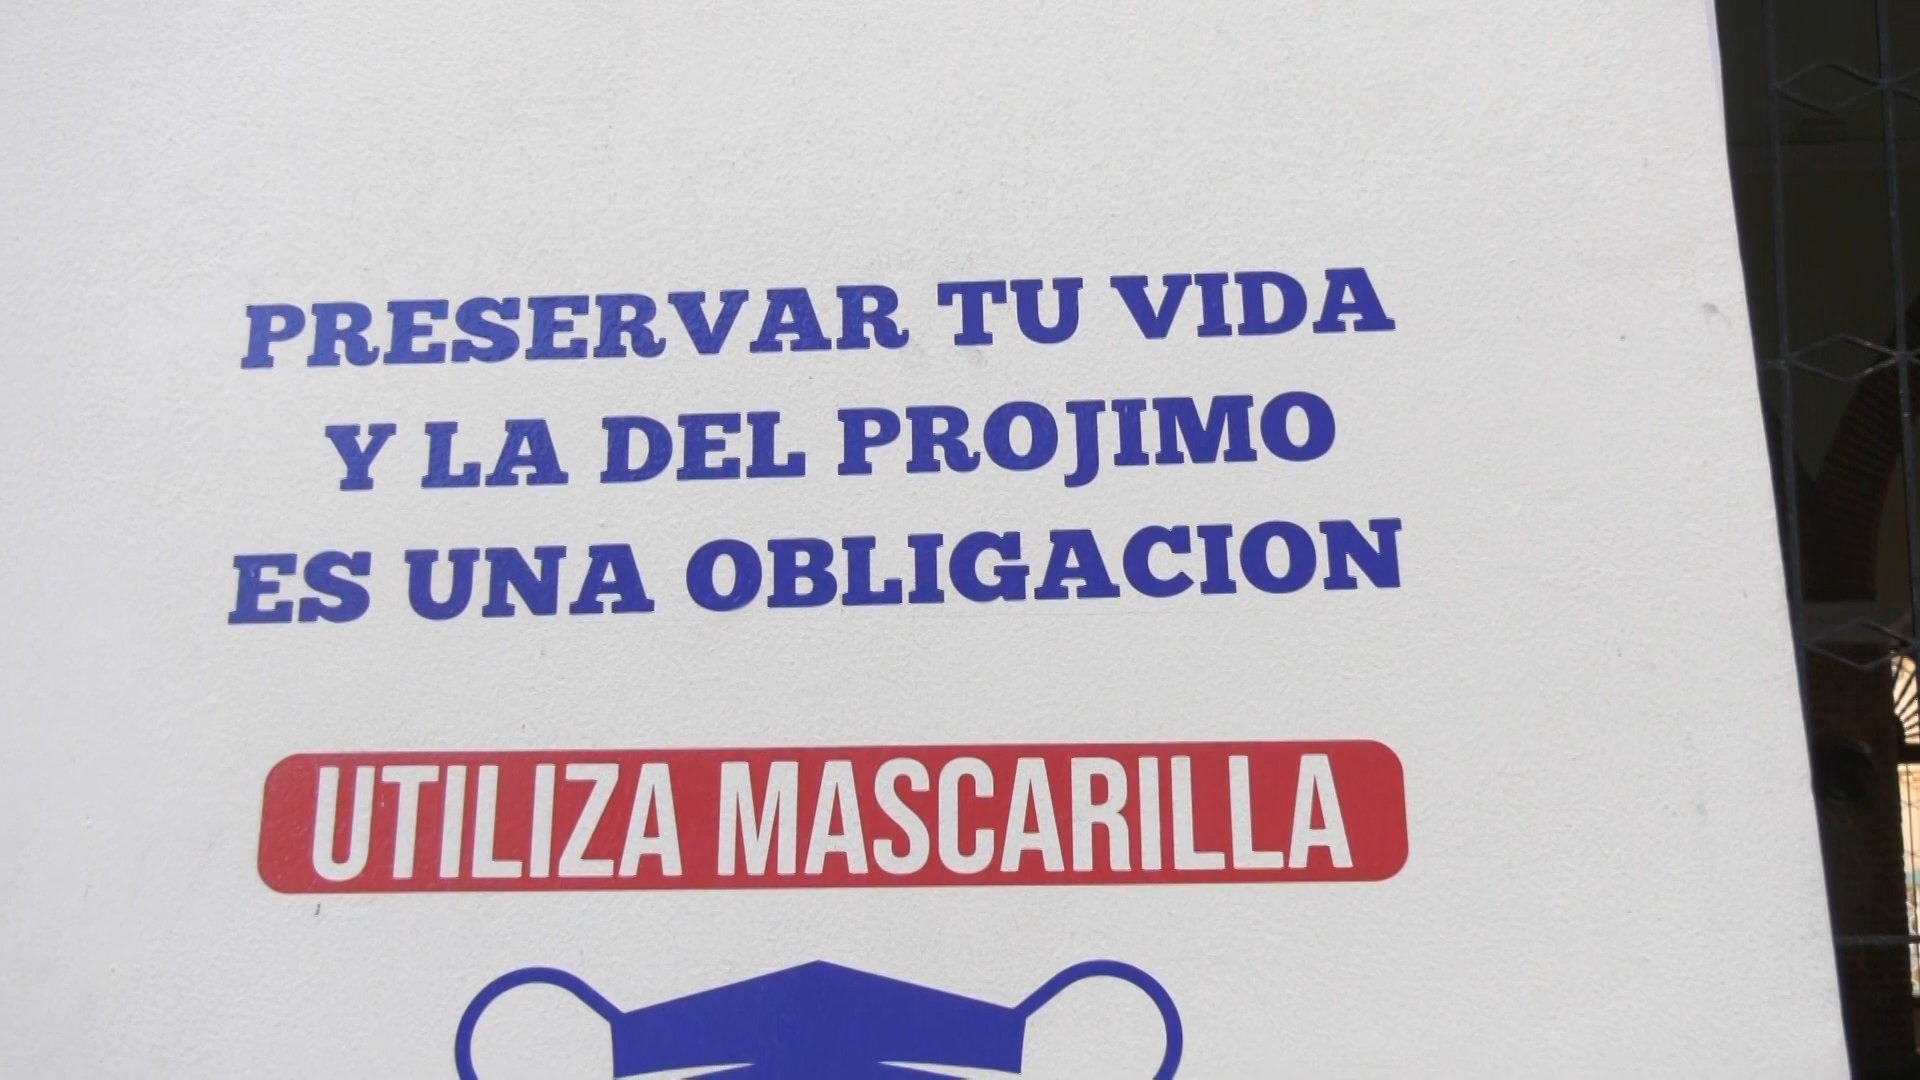 PRESERVAR TU VIDA
Y LA DEL PROJIMO
ES UNA OBLIGACION
UTILIZA MASCARILLA